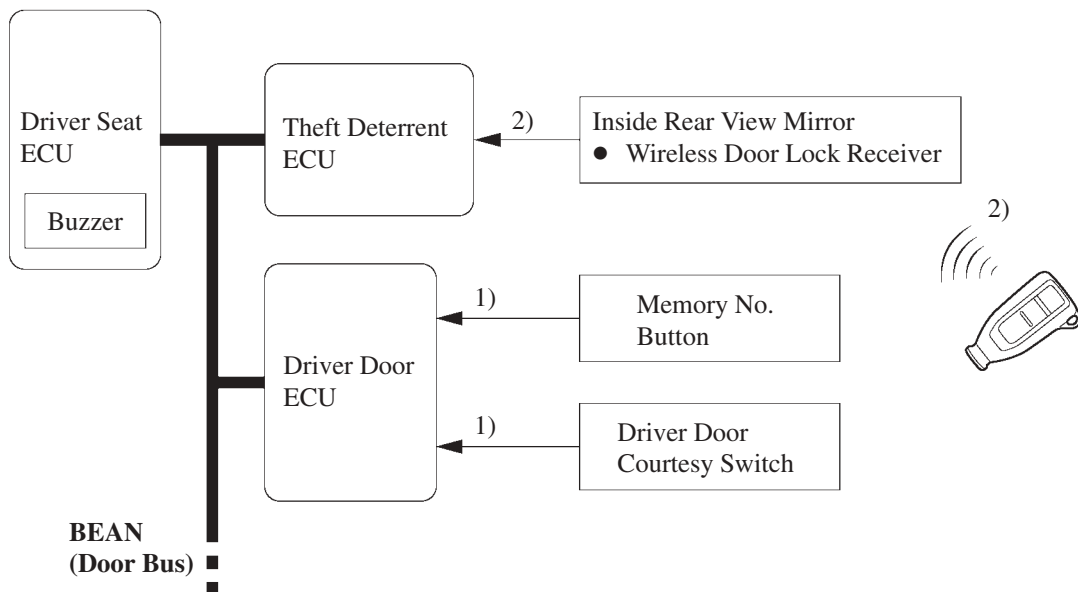 Driver Seat
ECU
Buzzer
Theft Deterrent
ECU
2)
Inside Rear View Mirror
● Wireless Door Lock Receiver
2)
Driver Door
ECU
1)
Memory No.
Button
1)
Driver Door
Courtesy Switch
BEAN
(Door Bus)